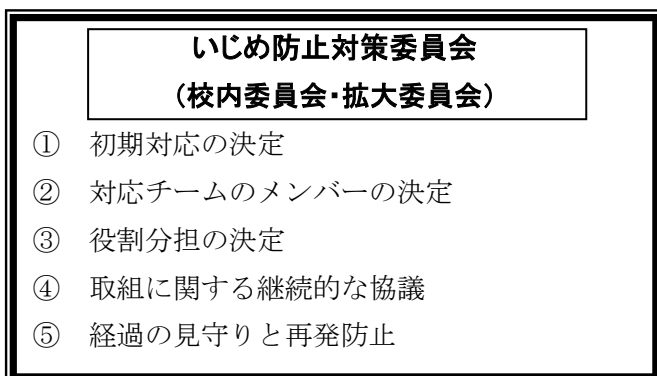 いじめ防止対策委員会
（校内委員会・拡大委員会）
① 初期対応の決定
② 対応チームのメンバーの決定
③ 役割分担の決定
④ 取組に関する継続的な協議
⑤ 経過の見守りと再発防止